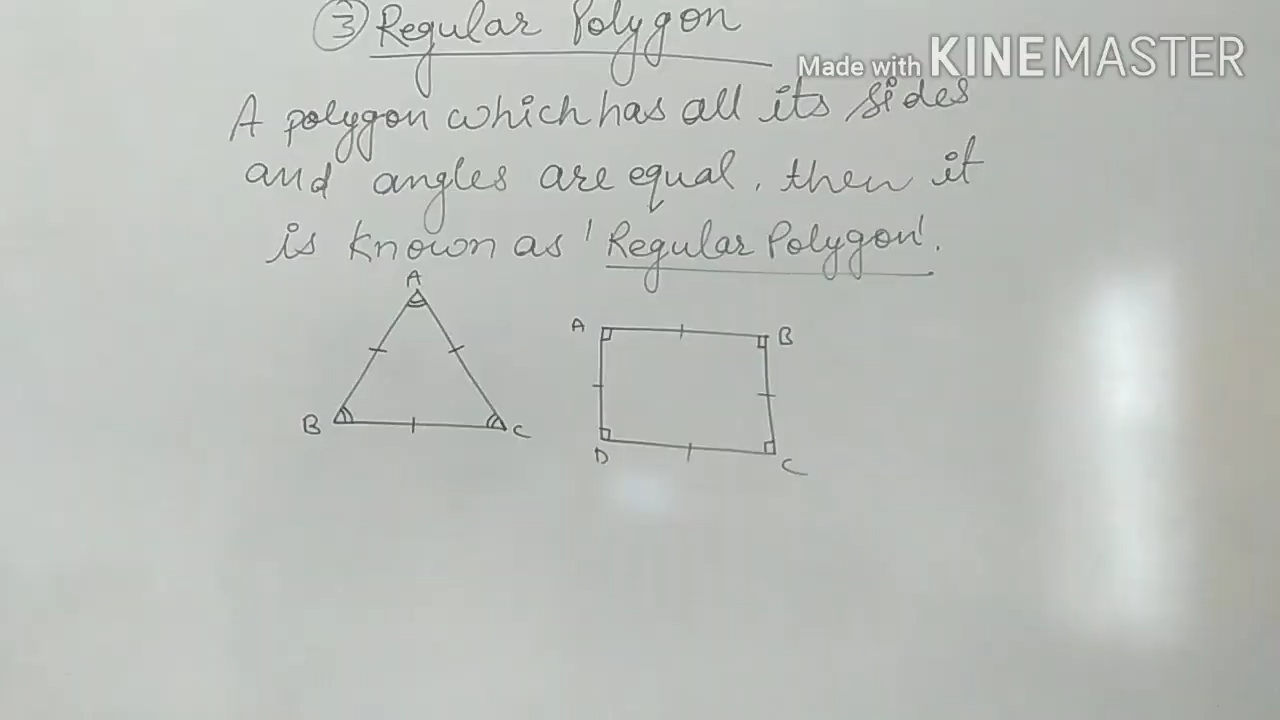 ③ Regular Polygon
Made with KINEMASTER
A polygon which has all its sides
and angles are equal, then it
is known as 'Regular Polygon'.
A
B
C
A
B
D
C